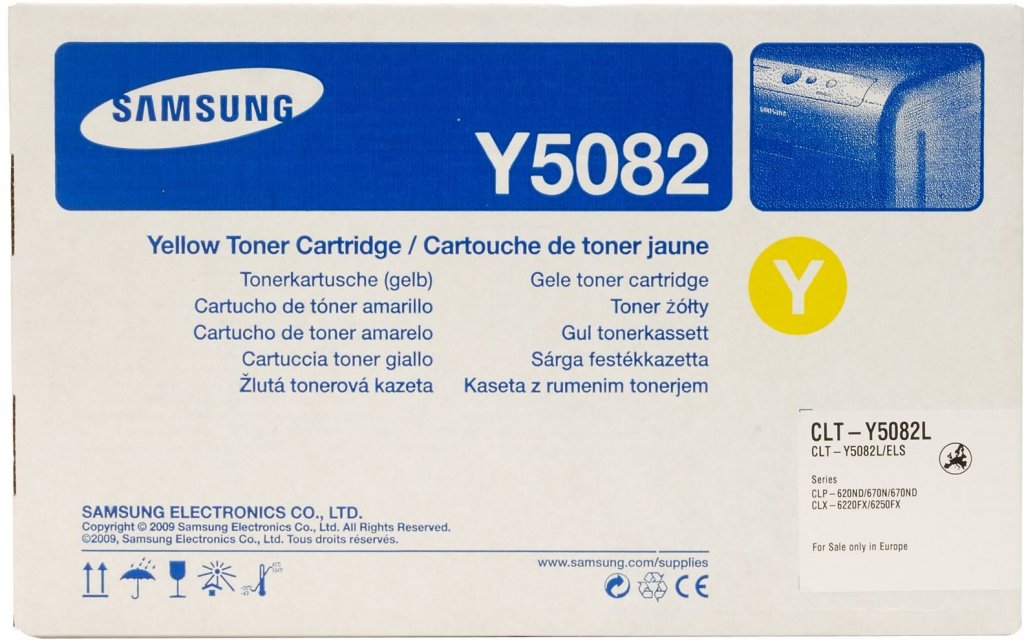 SAMSUNG
Y5082
SAMSUNG
Yellow Toner Cartridge / Cartouche de toner jaune
Tonerkartusche (gelb)
Cartucho de tóner amarillo
Cartucho de toner amarelo
Cartuccia toner giallo
Žlutá tonerová kazeta
Gele toner cartridge
Toner żółty
Gul tonerkassett
Sárga festékkazetta
Kaseta z rumenim tonerjem
Y
CLT – Y5082L
CLT – Y5082L/ELS
Series
CLP – 620ND/670N/670ND
CLX – 6220FX/6250FX
For Sale only in Europe
SAMSUNG ELECTRONICS CO., LTD.
Copyright © 2009 Samsung Electronics Co., Ltd. All Rights Reserved.
©2009, Samsung Electronics Co., Ltd. Tous droits réservés.
www.samsung.com/supplies
CE